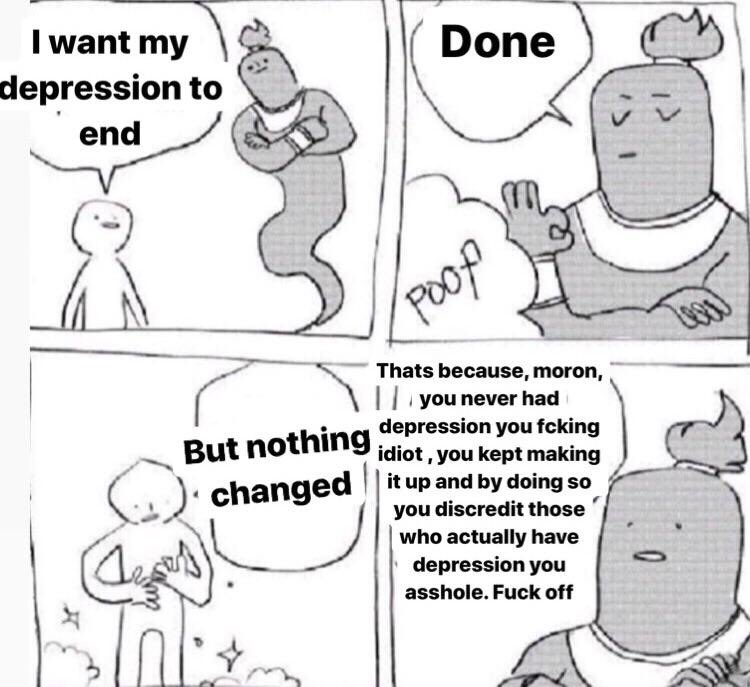 I want my
depression to
end
Done
poof
But nothing
changed
Thats because, moron,
you never had
depression you fcking
idiot , you kept making
it up and by doing so
you discredit those
who actually have
depression you
asshole. Fuck off